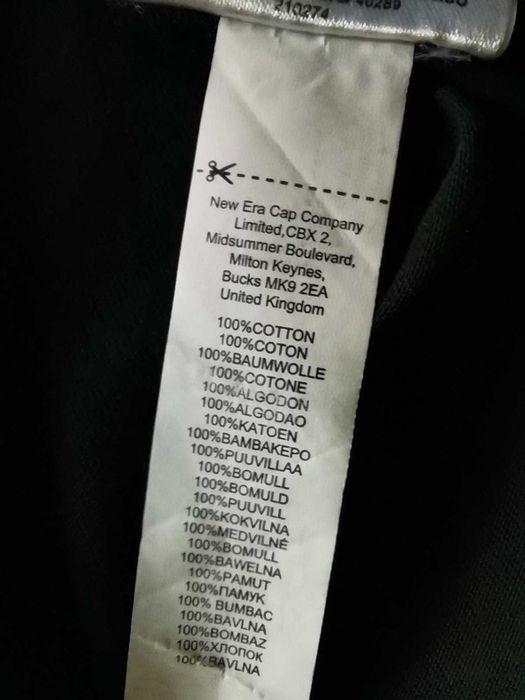 210274
New Era Cap Company
Limited,CBX 2,
Midsummer Boulevard,
Milton Keynes,
Bucks MK9 2EA
United Kingdom
100%COTTON
100%COTON
100%BAUMWOLLE
100%COTONE
100%ALGODON
100%ALGODAO
100%KATOEN
100%BAMBAKEPO
100%PUUVILLAA
100%BOMULL
100%BOMULD
100%PUUVILL
100%KOKVILNA
100%MEDVILNÉ
100%BOMULL
100%BAWELNA
100%PAMUT
100%ПАМУК
100% BUMBAC
100%BAVLNA
100%BOMBAZ
100%ХЛОПОК
100%BAVLNA